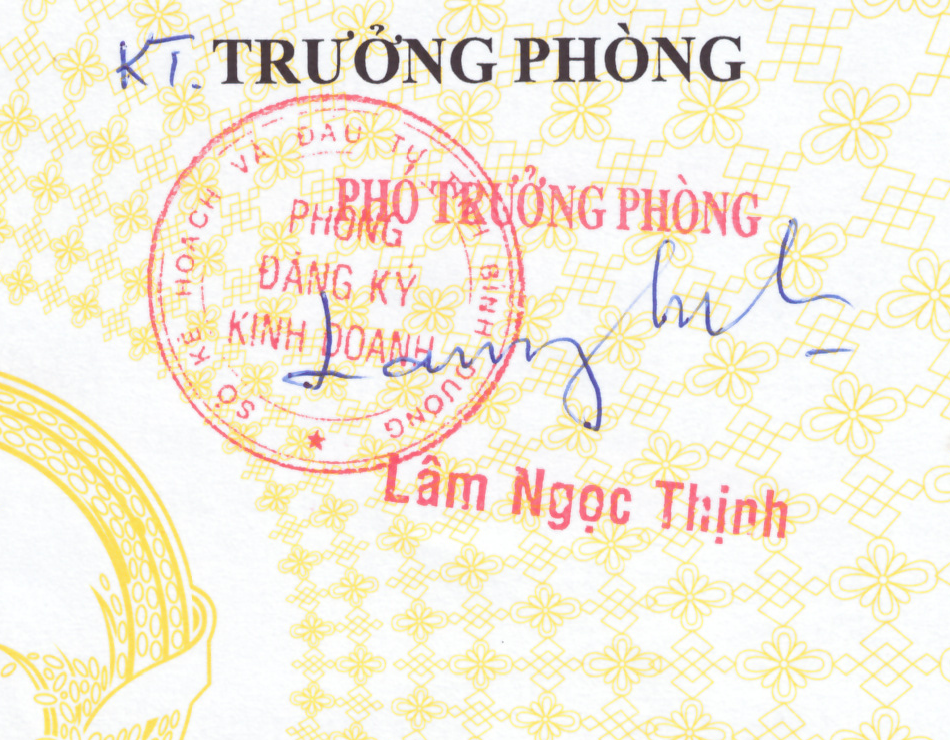 KT. TRƯỞNG PHÒNG
SỞ KẾ HOẠCH VÀ ĐẦU TƯ TỈNH BÌNH DƯƠNG
PHÓ TRƯỞNG PHÒNG
PHÒNG
ĐĂNG KÝ
KINH DOANH
Lâm Ngọc Thịnh